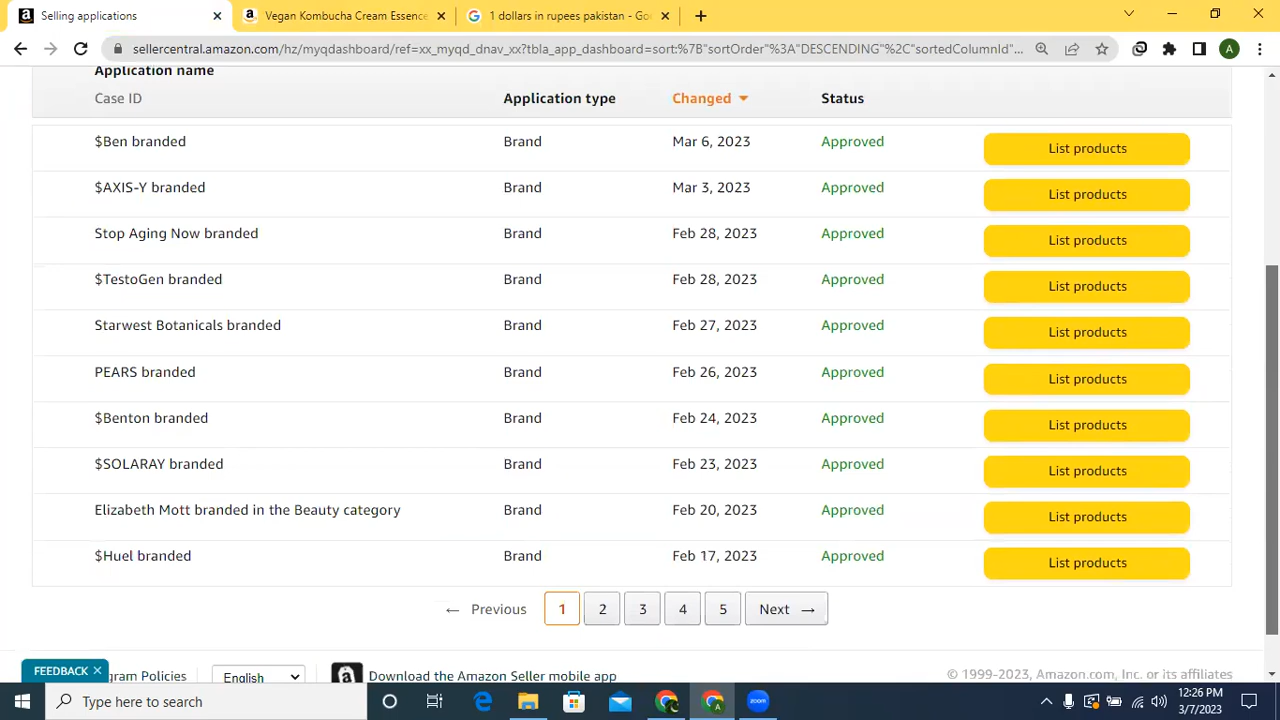 Selling applications
Vegan Kombucha Cream Essence
1 dollars in rupees pakistan - Goo
sellercentral.amazon.com/hz/myqdashboard/ref=xx_myqd_dnav_xx?tbla_app_dashboard=sort:%7B"sortOrder"%3A"DESCENDING"%2C"sortedColumnId"...
A
Application name
Case ID Application type Changed Status
$Ben branded Brand Mar 6, 2023 Approved List products
$AXIS-Y branded Brand Mar 3, 2023 Approved List products
Stop Aging Now branded Brand Feb 28, 2023 Approved List products
$TestoGen branded Brand Feb 28, 2023 Approved List products
Starwest Botanicals branded Brand Feb 27, 2023 Approved List products
PEARS branded Brand Feb 26, 2023 Approved List products
$Benton branded Brand Feb 24, 2023 Approved List products
$SOLARAY branded Brand Feb 23, 2023 Approved List products
Elizabeth Mott branded in the Beauty category Brand Feb 20, 2023 Approved List products
$Huel branded Brand Feb 17, 2023 Approved List products
← Previous 1 2 3 4 5 Next →
FEEDBACK
gram Policies English Download the Amazon Seller mobile app © 1999-2023, Amazon.com, Inc. or its affiliates
Type here to search
zoom
12:26 PM
3/7/2023